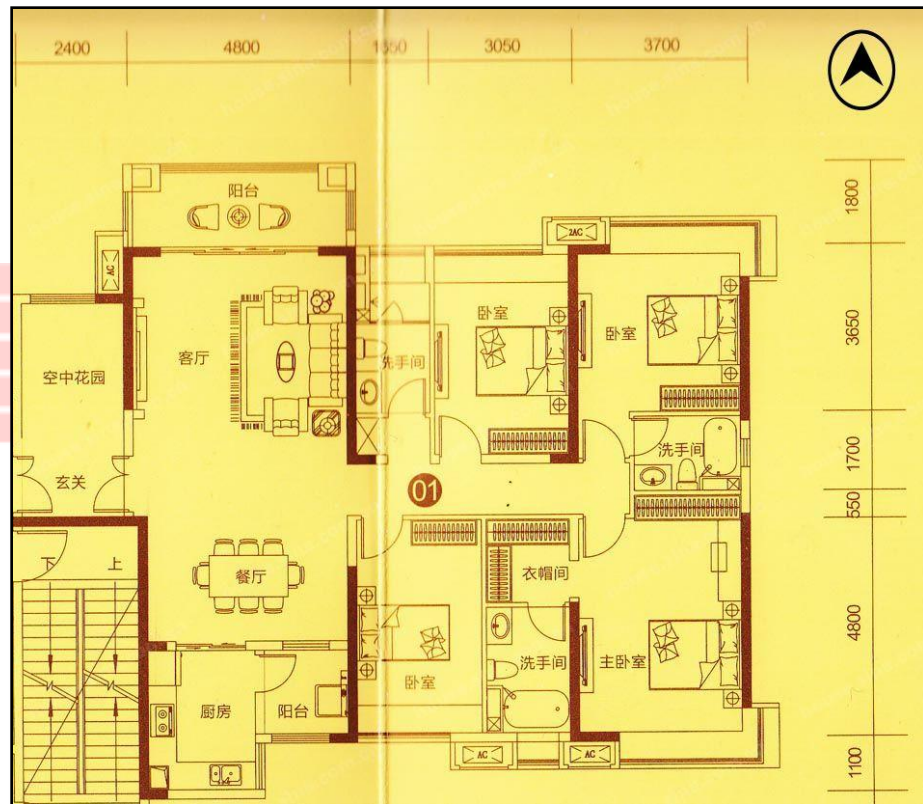 2400 4800 1550 3050 3700
1800
阳台
2AC
AC
卧室
卧室
客厅
洗手间
3650
空中花园
洗手间
1700
玄关
01
550
下 上
餐厅
衣帽间
4800
卧室
洗手间
主卧室
厨房
阳台
AC
AC
1100